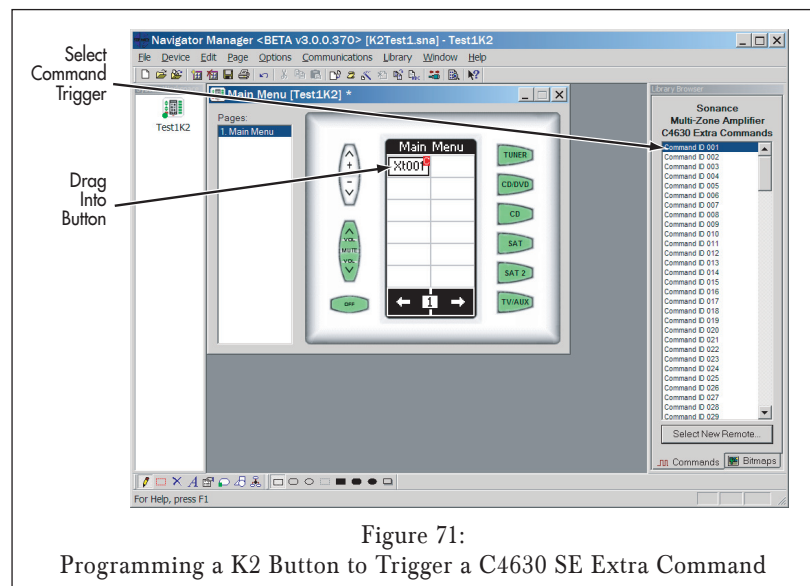 Navigator Manager <BETA v3.0.0.370> [K2Test1.sna] - Test1K2
File Device Edit Page Options Communications Library Window Help
Select
Command
Trigger
Drag
Into
Button
Test1K2
Main Menu [Test1K2] *
Pages:
1. Main Menu
+
-
VOL
MUTE
VOL
OFF
Main Menu
Xt001
C
1
TUNER
CD/DVD
CD
SAT
SAT 2
TV/AUX
Library Browser
Sonance
Multi-Zone Amplifier
C4630 Extra Commands
Command ID 001
Command ID 002
Command ID 003
Command ID 004
Command ID 005
Command ID 006
Command ID 007
Command ID 008
Command ID 009
Command ID 010
Command ID 011
Command ID 012
Command ID 013
Command ID 014
Command ID 015
Command ID 016
Command ID 017
Command ID 018
Command ID 019
Command ID 020
Command ID 021
Command ID 022
Command ID 023
Command ID 024
Command ID 025
Command ID 026
Command ID 027
Command ID 028
Command ID 029
Select New Remote...
Commands Bitmaps
For Help, press F1
Figure 71:
Programming a K2 Button to Trigger a C4630 SE Extra Command